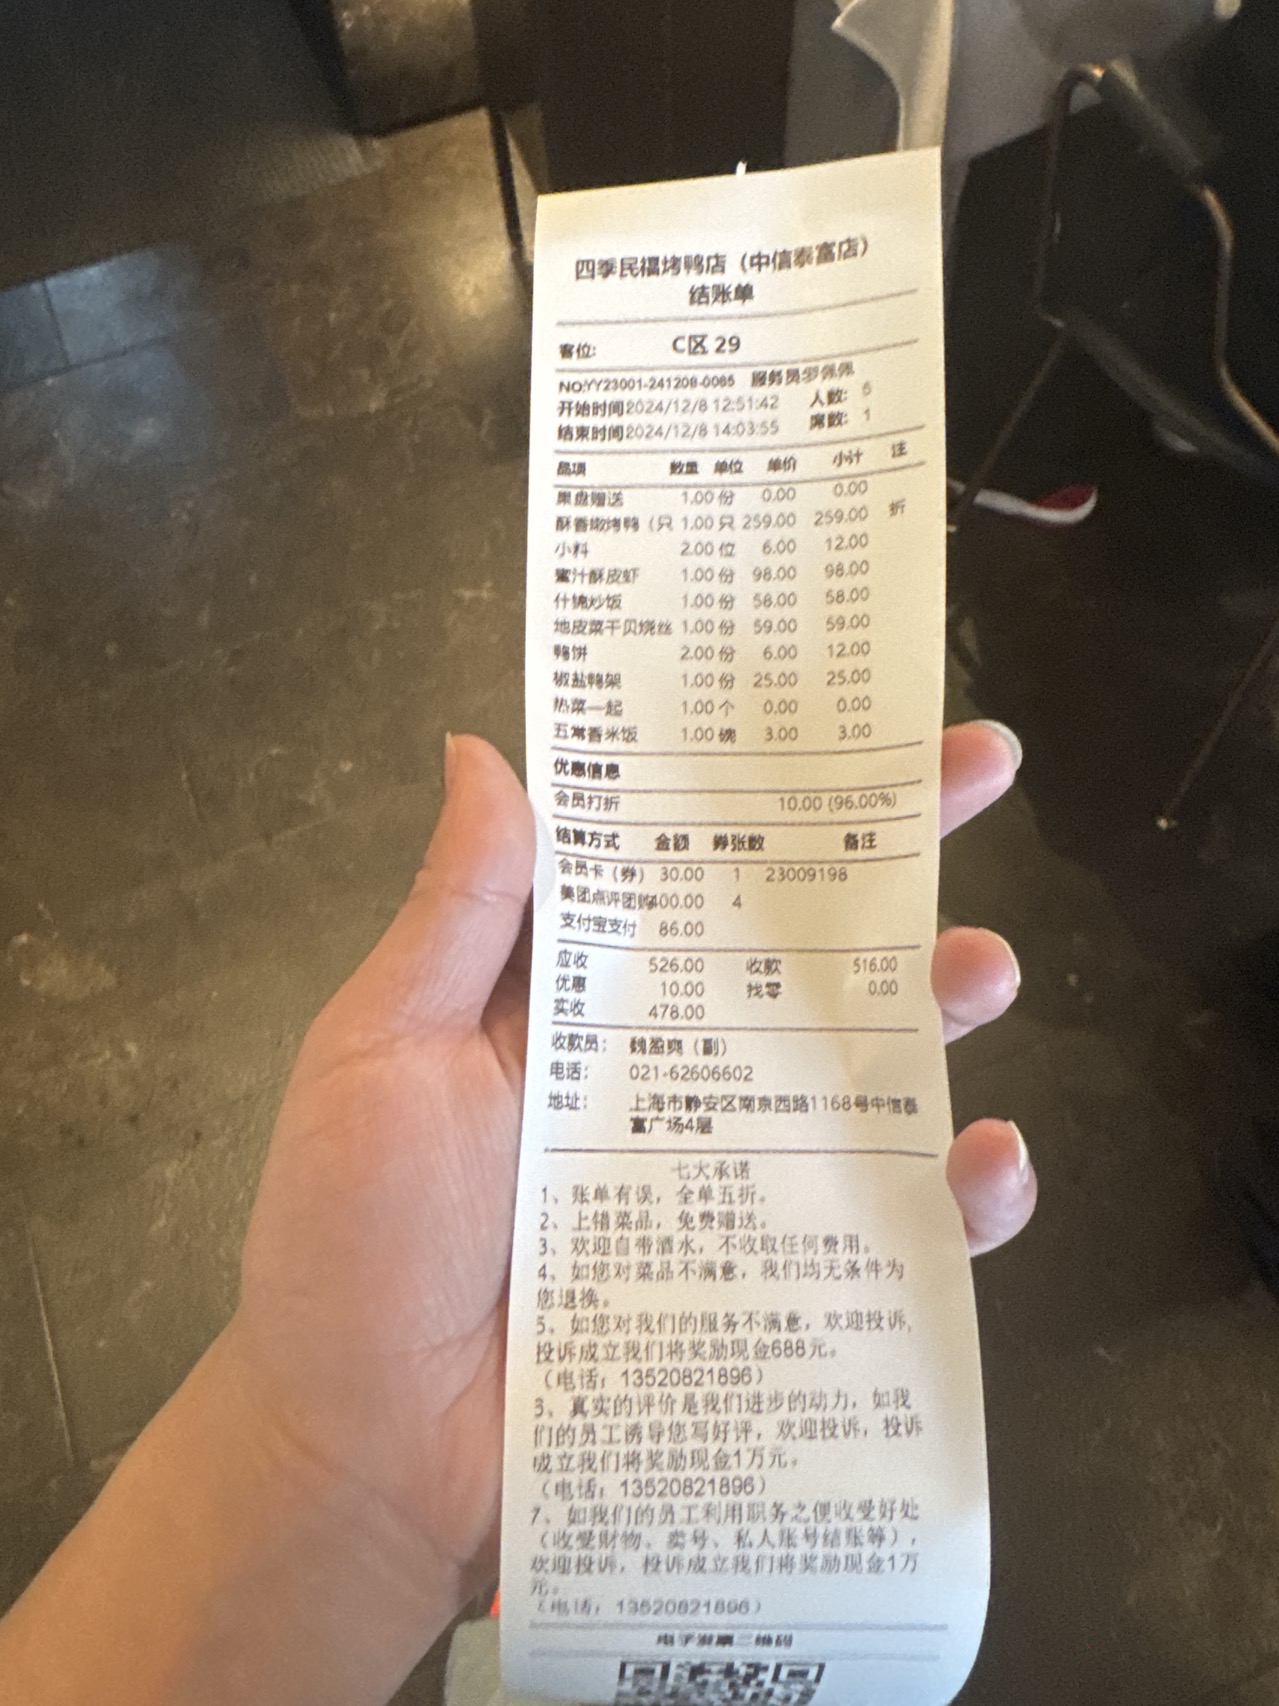 四季民福烤鸭店（中信泰富店）
结账单
客位： C区 29
NO:YY23001-241208-0065 服务员罗佩佩
开始时间2024/12/8 12:51:42 人数： 6
结束时间2024/12/8 14:03:55 席数： 1
品项 数量 单位 单价 小计 注
果盘赠送 1.00 份 0.00 0.00
酥香嫩烤鸭（只 1.00 只 259.00 259.00 折
小料 2.00 位 6.00 12.00
蜜汁酥皮虾 1.00 份 98.00 98.00
什锦炒饭 1.00 份 58.00 58.00
地皮菜干贝烧丝 1.00 份 59.00 59.00
鸭饼 2.00 份 6.00 12.00
椒盐鸭架 1.00 份 25.00 25.00
热菜一起 1.00 个 0.00 0.00
五常香米饭 1.00 碗 3.00 3.00
优惠信息
会员打折 10.00 (96.00%)
结算方式 金额 券张数 备注
会员卡（券） 30.00 1 23009198
美团点评团购400.00 4
支付宝支付 86.00
应收 526.00 收款 516.00
优惠 10.00 找零 0.00
实收 478.00
收款员： 魏盈爽（副）
电话： 021-62606602
地址： 上海市静安区南京西路1168号中信泰
富广场4层
七大承诺
1、账单有误，全单五折。
2、上错菜品，免费赠送。
3、欢迎自带酒水，不收取任何费用。
4、如您对菜品不满意，我们均无条件为
您退换。
5、如您对我们的服务不满意，欢迎投诉，
投诉成立我们将奖励现金688元。
（电话：13520821896）
6、真实的评价是我们进步的动力，如我
们的员工诱导您写好评，欢迎投诉，投诉
成立我们将奖励现金1万元。
（电话：13520821896）
7、如我们的员工利用职务之便收受好处
（收受财物、卖号、私人账号结账等），
欢迎投诉，投诉成立我们将奖励现金1万
元。
（电话：13520821896）
电子发票二维码